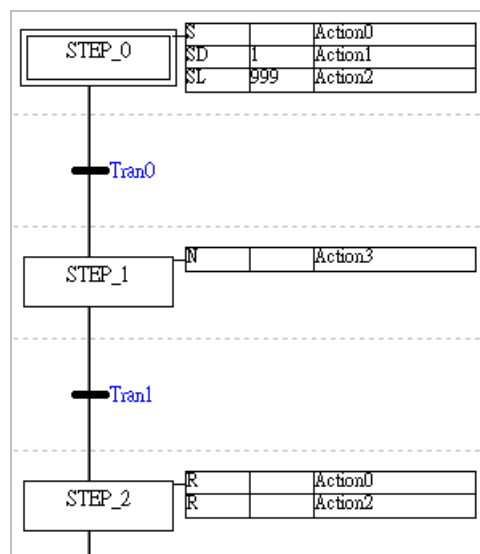 STEP_0
S Action0
SD 1 Action1
SL 999 Action2
Tran0
STEP_1
N Action3
Tran1
STEP_2
R Action0
R Action2